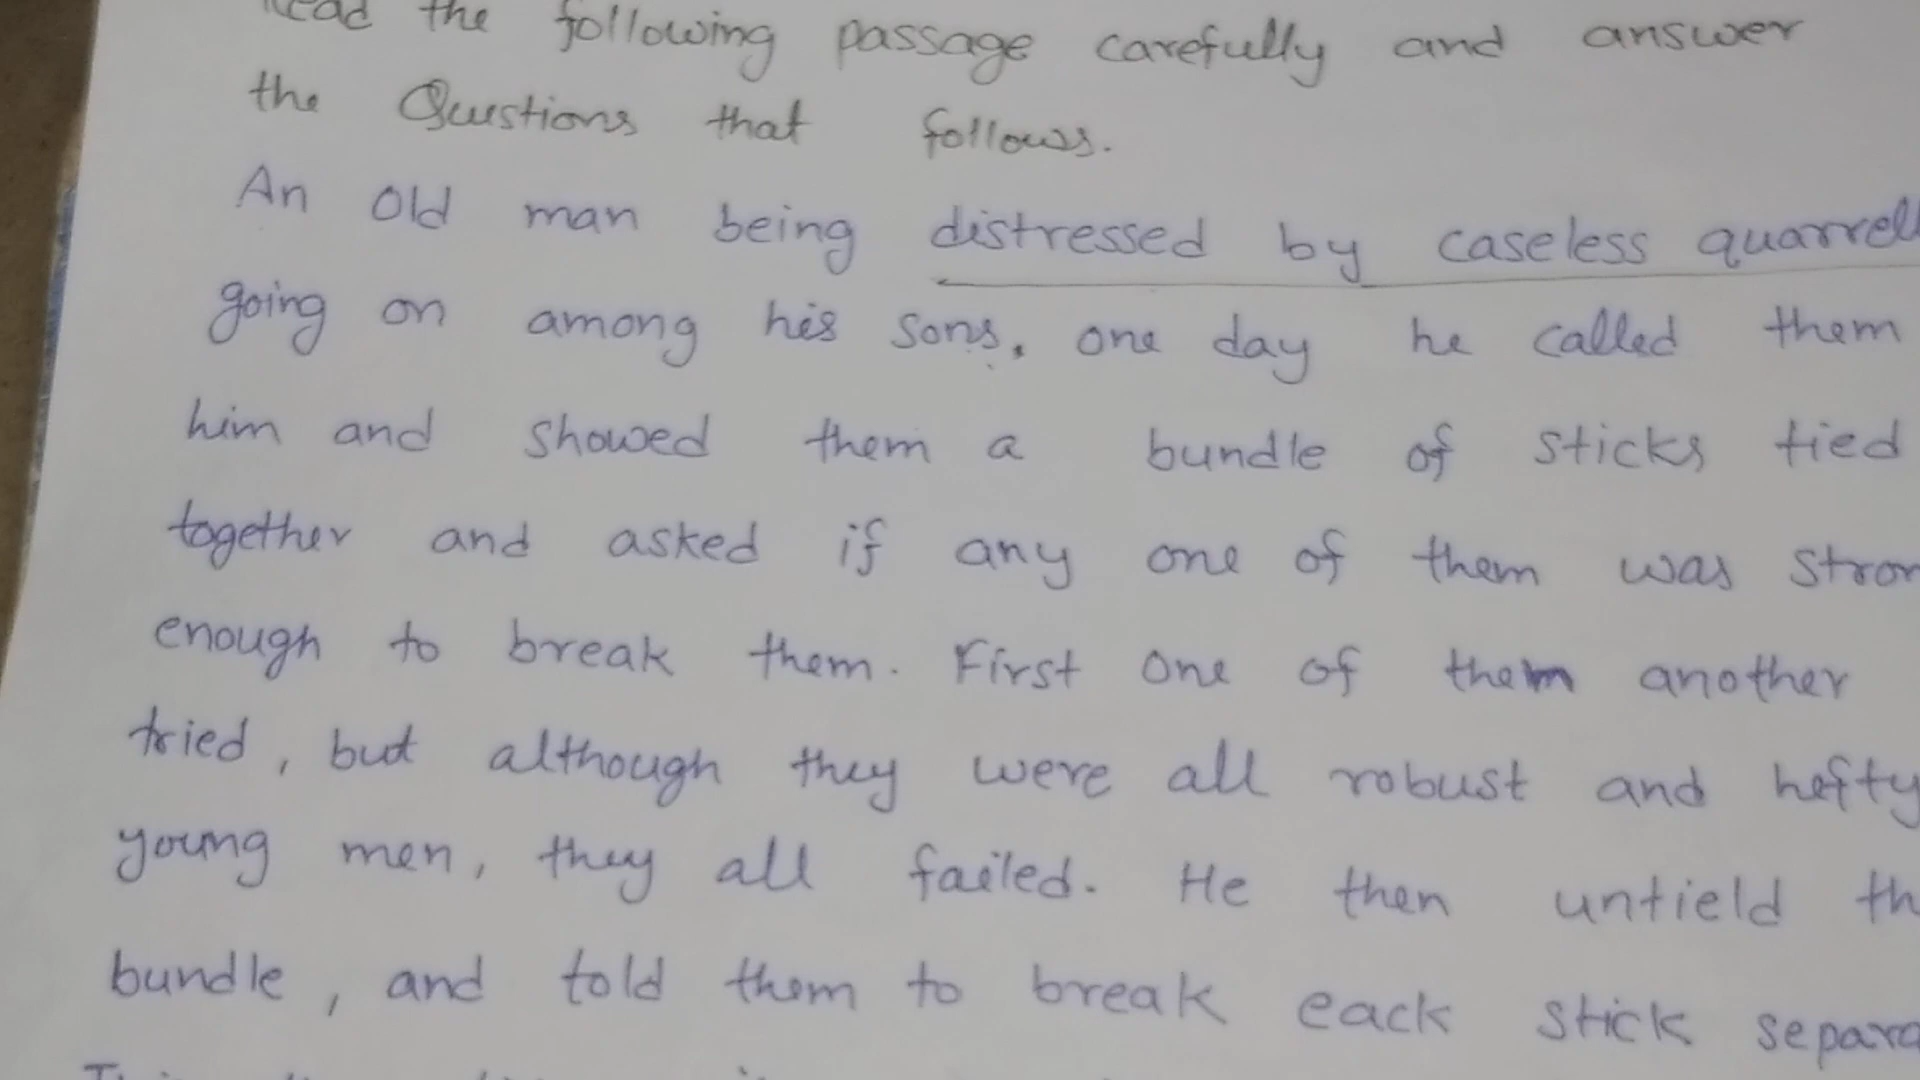 Read the following passage carefully and answer
the Questions that follows.
An old man being distressed by caseless quarrell
going on among his sons, one day he called them
him and showed them a bundle of sticks tied
together and asked if any one of them was stron
enough to break them. First one of them another
tried, but although they were all robust and hefty
young men, they all failed. He then untield th
bundle, and told them to break eack stick separa